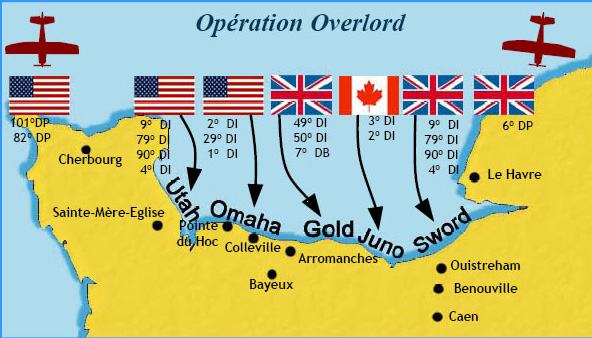 Opération Overlord
101°DP
82° DP
9° DI
79° DI
90° DI
4° DI
2° DI
29° DI
1° DI
49° DI
50° DI
7° DB
3° DI
2° DI
9° DI
79° DI
90° DI
4° DI
6° DP
Cherbourg
Le Havre
Utah
Omaha
Gold
Juno
Sword
Sainte-Mère-Eglise
Pointe
du Hoc
Colleville
Arromanches
Bayeux
Ouistreham
Benouville
Caen